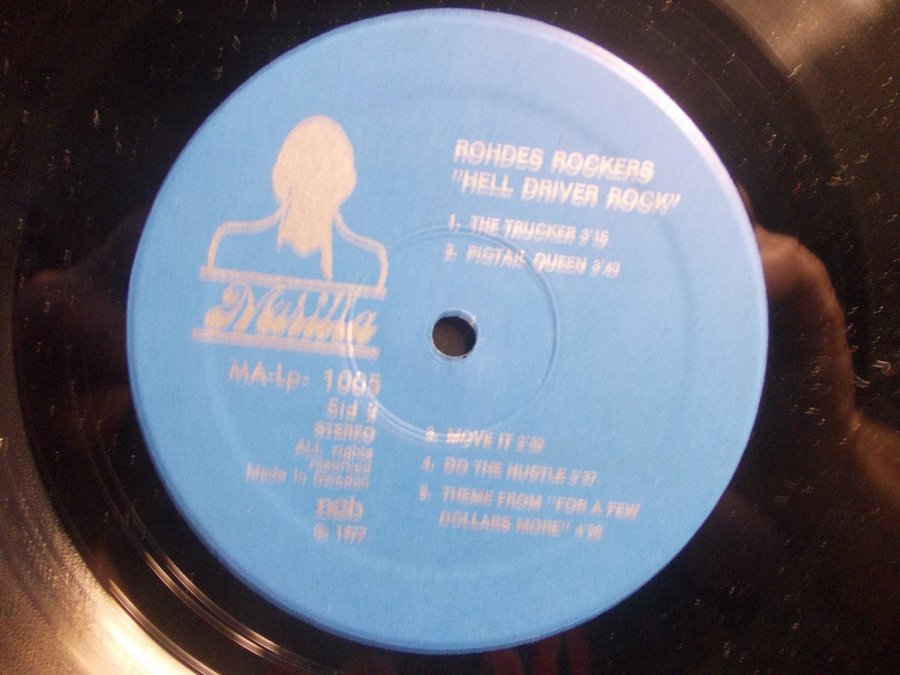 ROHDES ROCKERS
"HELL DRIVER ROCK"
1. THE TRUCKER 3'15
2. PIGTAIL QUEEN 3'43
Marilla
MA-Lp- 1005
Sid
STEREO
ALL rights
reserved
Made in Sweden
ncb
℗ 1977
3. MOVE IT
4. DO THE HUSTLE
5. THEME FROM "FOR A FEW
DOLLARS MORE"